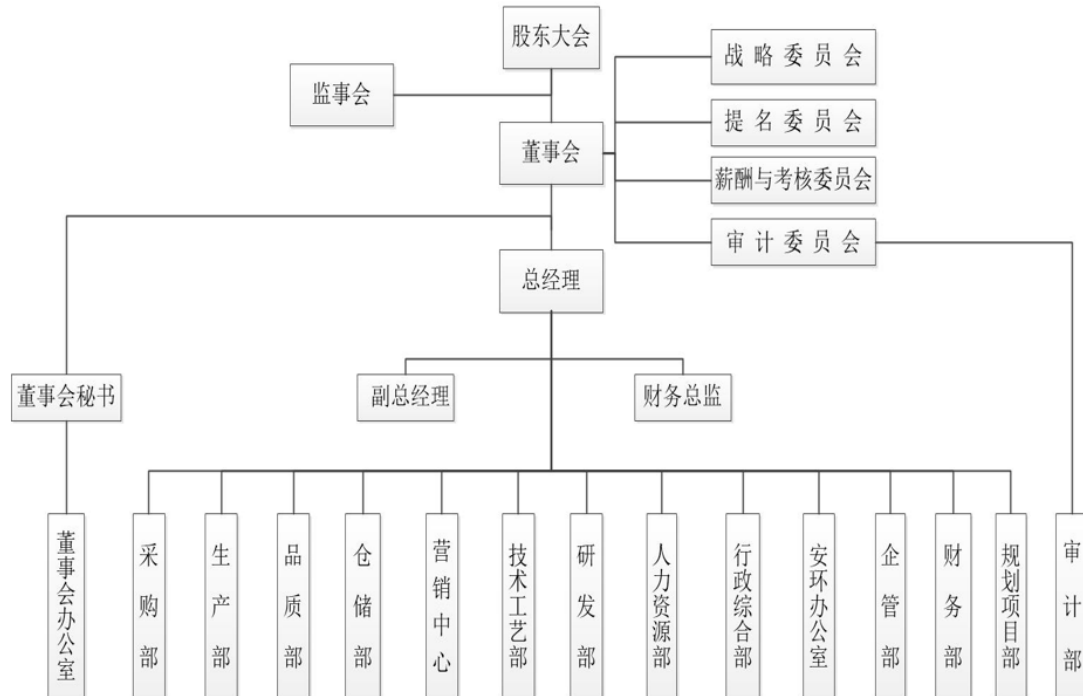 股东大会
战略委员会
监事会
提名委员会
董事会
薪酬与考核委员会
审计委员会
总经理
董事会秘书
副总经理
财务总监
董事会办公室
采购部
生产部
品质部
仓储部
营销中心
技术工艺部
研发部
人力资源部
行政综合部
安环办公室
企管部
财务部
规划项目部
审计部